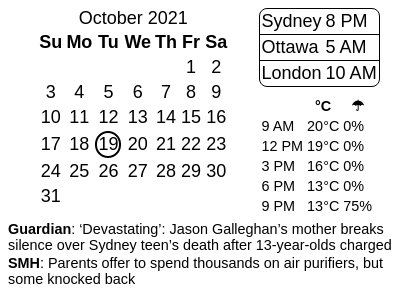 October 2021
Su Mo Tu We Th Fr Sa
1 2
3 4 5 6 7 8 9
10 11 12 13 14 15 16
17 18 19 20 21 22 23
24 25 26 27 28 29 30
31
Sydney 8 PM
Ottawa 5 AM
London 10 AM
°C ☂
9 AM 20°C 0%
12 PM 19°C 0%
3 PM 16°C 0%
6 PM 13°C 0%
9 PM 13°C 75%
Guardian: ‘Devastating’: Jason Galleghan’s mother breaks
silence over Sydney teen’s death after 13-year-olds charged
SMH: Parents offer to spend thousands on air purifiers, but
some knocked back